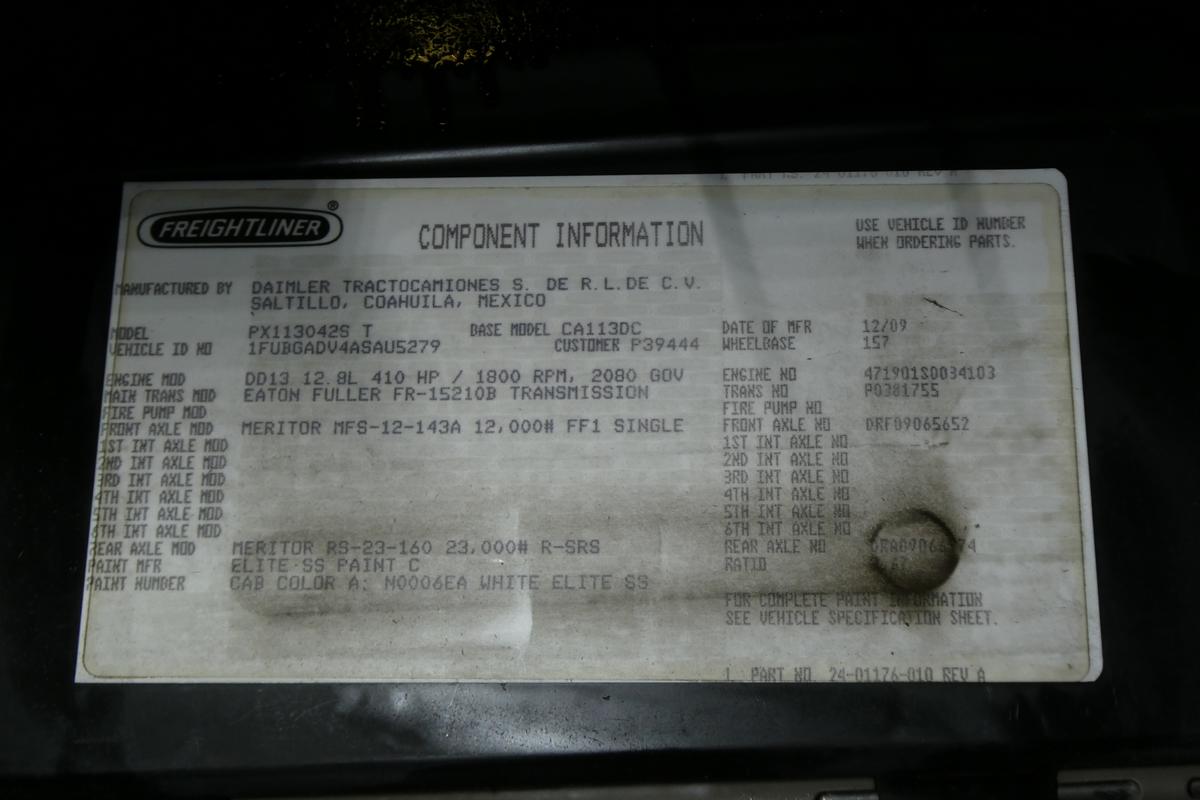 1. PART NO. 24-01176-010 REV A
FREIGHTLINER®
COMPONENT INFORMATION
USE VEHICLE ID NUMBER
WHEN ORDERING PARTS.
MANUFACTURED BY DAIMLER TRACTOCAMIONES S. DE R.L.DE C.V.
SALTILLO, COAHUILA, MEXICO
MODEL PX113042S T BASE MODEL CA113DC DATE OF MFR 12/09
VEHICLE ID NO 1FUBGADV4ASAU5279 CUSTOMER P39444 WHEELBASE 157
ENGINE MOD DD13 12.8L 410 HP / 1800 RPM, 2080 GOV ENGINE NO 471901S0034103
MAIN TRANS MOD EATON FULLER FR-15210B TRANSMISSION TRANS NO P0381755
FIRE PUMP MOD FIRE PUMP NO
FRONT AXLE MOD MERITOR MFS-12-143A 12,000# FF1 SINGLE FRONT AXLE NO DRF09065652
1ST INT AXLE MOD 1ST INT AXLE NO
2ND INT AXLE MOD 2ND INT AXLE NO
3RD INT AXLE MOD 3RD INT AXLE NO
4TH INT AXLE MOD 4TH INT AXLE NO
5TH INT AXLE MOD 5TH INT AXLE NO
6TH INT AXLE MOD 6TH INT AXLE NO
REAR AXLE MOD MERITOR RS-23-160 23,000# R-SRS REAR AXLE NO
PAINT MFR ELITE SS PAINT C RATIO
PAINT NUMBER CAB COLOR A: N0006EA WHITE ELITE SS
FOR COMPLETE PAINT INFORMATION
SEE VEHICLE SPECIFICATION SHEET.
1. PART NO. 24-01176-010 REV A